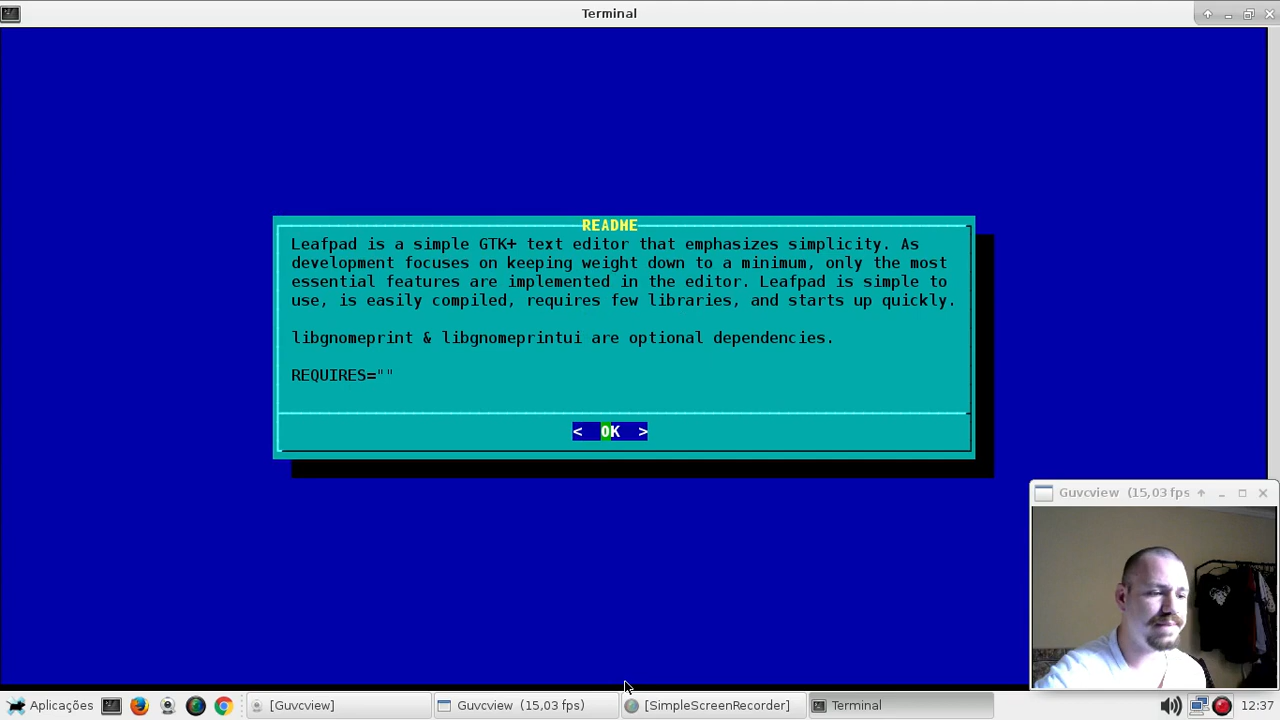 Terminal
README
Leafpad is a simple GTK+ text editor that emphasizes simplicity. As
development focuses on keeping weight down to a minimum, only the most
essential features are implemented in the editor. Leafpad is simple to
use, is easily compiled, requires few libraries, and starts up quickly.
libgnomeprint & libgnomeprintui are optional dependencies.
REQUIRES=""
< OK >
Guvcview (15,03 fps
Aplicações
[Guvcview]
Guvcview (15,03 fps)
[SimpleScreenRecorder]
Terminal
12:37